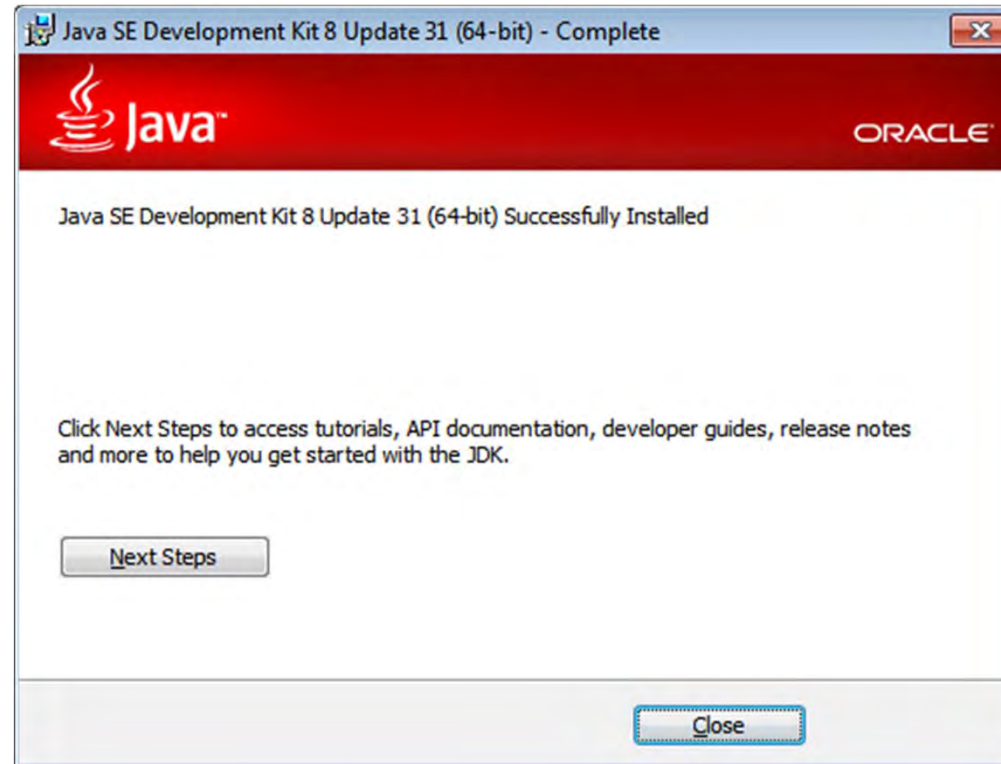 Java SE Development Kit 8 Update 31 (64-bit) - Complete
Java™
ORACLE
Java SE Development Kit 8 Update 31 (64-bit) Successfully Installed
Click Next Steps to access tutorials, API documentation, developer guides, release notes
and more to help you get started with the JDK.
Next Steps
Close